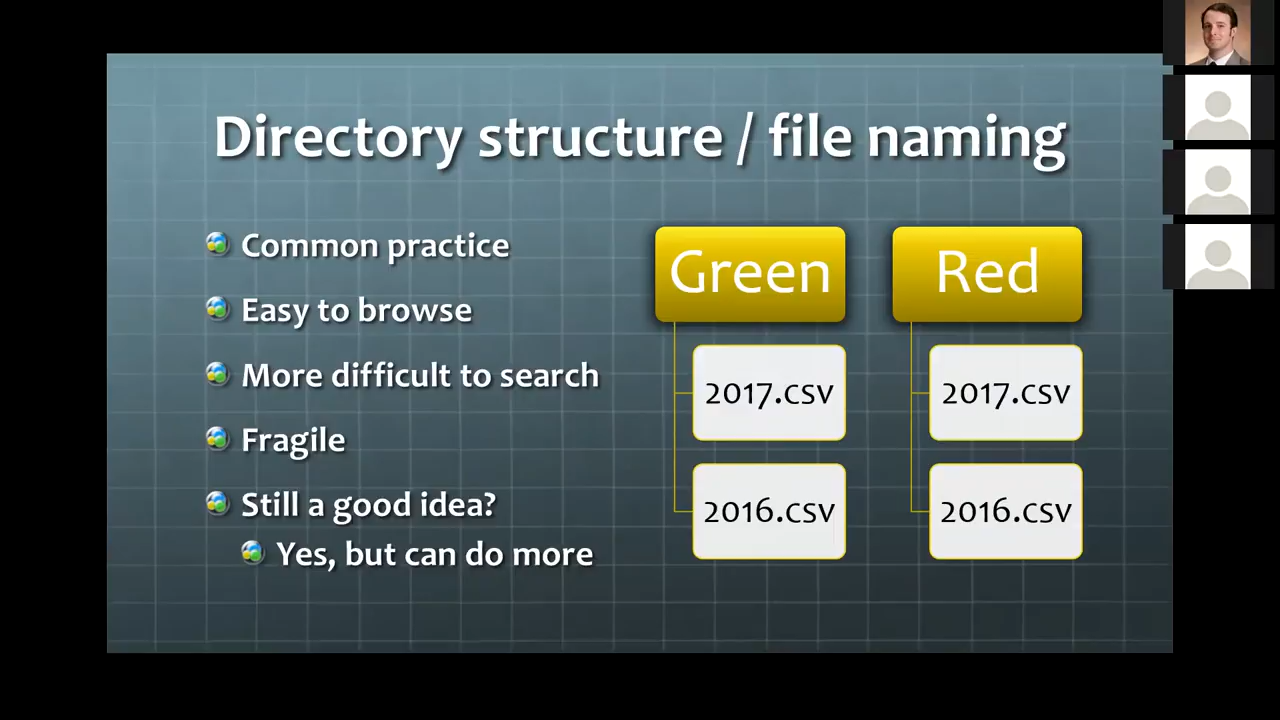 Directory structure / file naming
Common practice
Easy to browse
More difficult to search
Fragile
Still a good idea?
Yes, but can do more
Green
2017.csv
2016.csv
Red
2017.csv
2016.csv